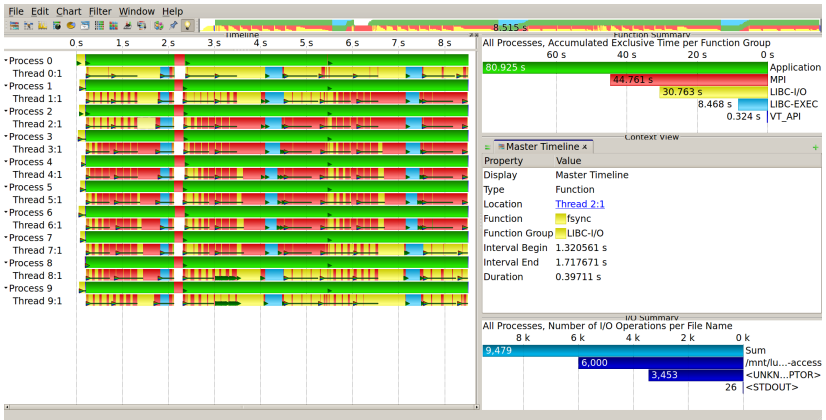 File Edit Chart Filter Window Help
8.515 s
Timeline
0 s 1 s 2 s 3 s 4 s 5 s 6 s 7 s 8 s
Process 0
Thread 0:1
Process 1
Thread 1:1
Process 2
Thread 2:1
Process 3
Thread 3:1
Process 4
Thread 4:1
Process 5
Thread 5:1
Process 6
Thread 6:1
Process 7
Thread 7:1
Process 8
Thread 8:1
Process 9
Thread 9:1
Function Summary
All Processes, Accumulated Exclusive Time per Function Group
60 s 40 s 20 s 0 s
80.925 s Application
44.761 s MPI
30.763 s LIBC-I/O
8.468 s LIBC-EXEC
0.324 s VT_API
Context View
Master Timeline
Property Value
Display Master Timeline
Type Function
Location Thread 2:1
Function fsync
Function Group LIBC-I/O
Interval Begin 1.320561 s
Interval End 1.717671 s
Duration 0.39711 s
I/O Summary
All Processes, Number of I/O Operations per File Name
8 k 6 k 4 k 2 k 0 k
9,479 Sum
6,000 /mnt/lu...-access
3,453 <UNKN...PTOR>
26 <STDOUT>